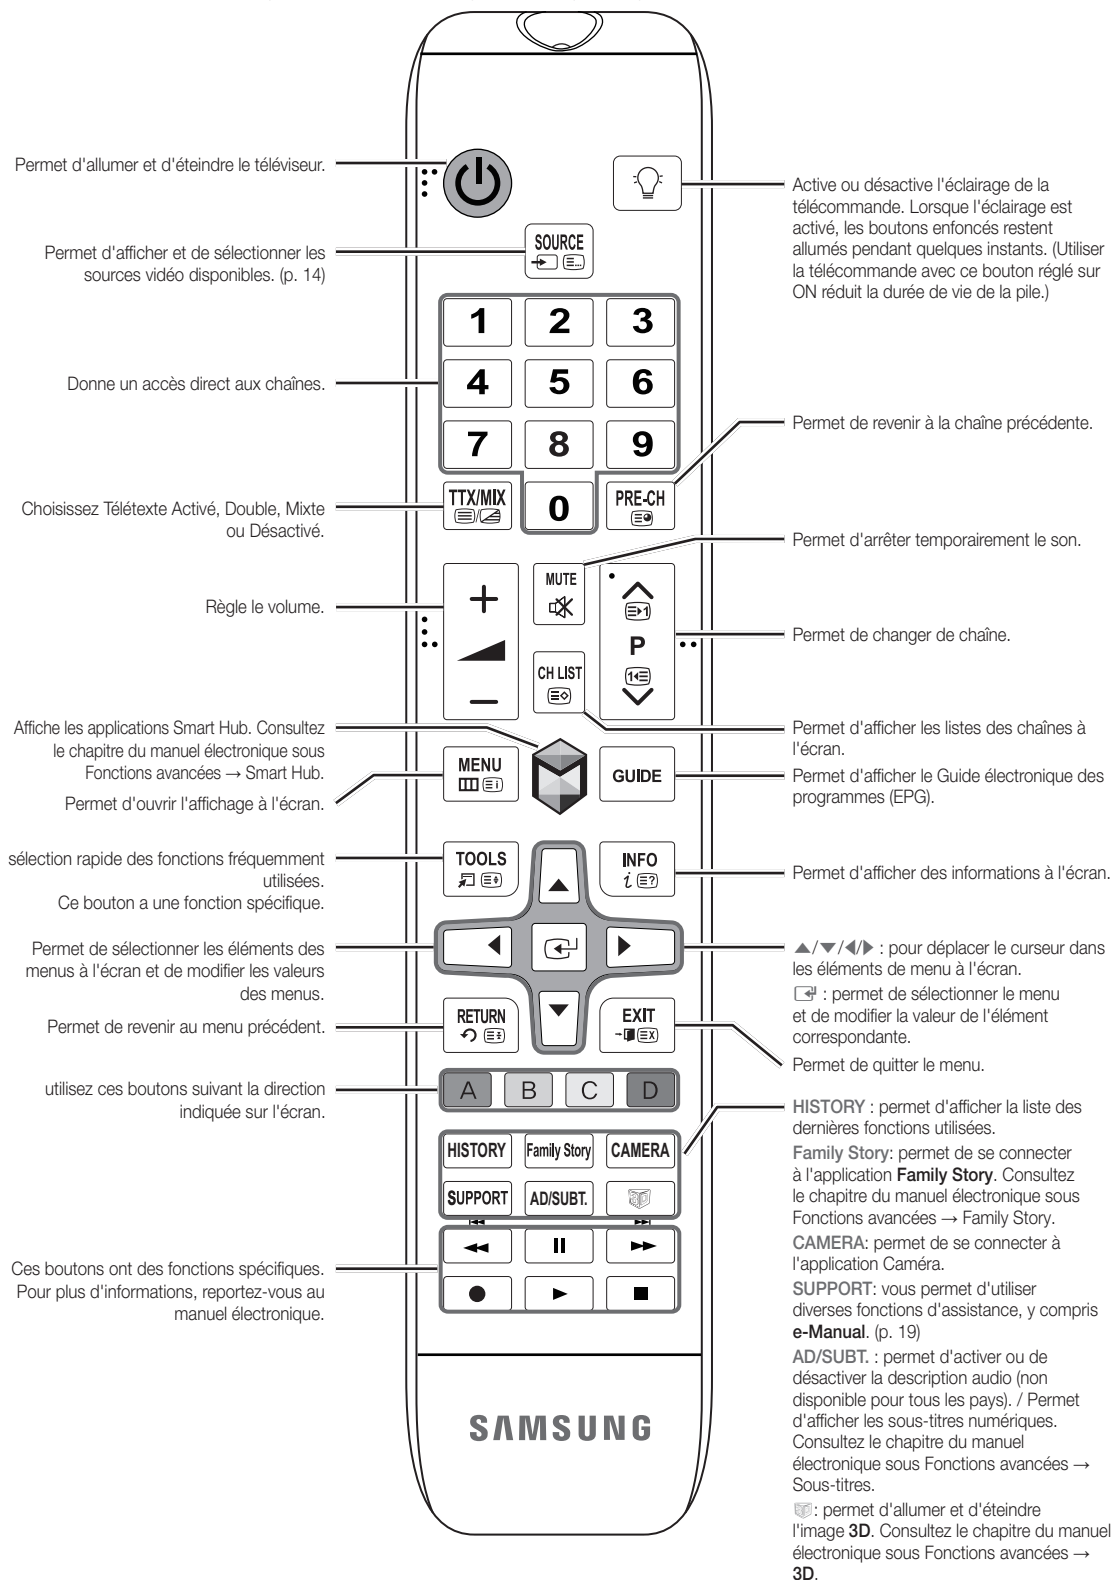 Permet d'allumer et d'éteindre le téléviseur.
Permet d'afficher et de sélectionner les
sources vidéo disponibles. (p. 14)
Donne un accès direct aux chaînes.
Choisissez Télétexte Activé, Double, Mixte
ou Désactivé.
Règle le volume.
Affiche les applications Smart Hub. Consultez
le chapitre du manuel électronique sous
Fonctions avancées → Smart Hub.
Permet d'ouvrir l'affichage à l'écran.
sélection rapide des fonctions fréquemment
utilisées.
Ce bouton a une fonction spécifique.
Permet de sélectionner les éléments des
menus à l'écran et de modifier les valeurs
des menus.
Permet de revenir au menu précédent.
utilisez ces boutons suivant la direction
indiquée sur l'écran.
Ces boutons ont des fonctions spécifiques.
Pour plus d'informations, reportez-vous au
manuel électronique.
SOURCE
1 2 3
4 5 6
7 8 9
TTX/MIX 0 PRE-CH
MUTE
P
CH LIST
MENU GUIDE
TOOLS INFO
RETURN EXIT
A B C D
HISTORY Family Story CAMERA
SUPPORT AD/SUBT.
SAMSUNG
Active ou désactive l'éclairage de la
télécommande. Lorsque l'éclairage est
activé, les boutons enfoncés restent
allumés pendant quelques instants. (Utiliser
la télécommande avec ce bouton réglé sur
ON réduit la durée de vie de la pile.)
Permet de revenir à la chaîne précédente.
Permet d'arrêter temporairement le son.
Permet de changer de chaîne.
Permet d'afficher les listes des chaînes à
l'écran.
Permet d'afficher le Guide électronique des
programmes (EPG).
Permet d'afficher des informations à l'écran.
▲/▼/◀/▶ : pour déplacer le curseur dans
les éléments de menu à l'écran.
: permet de sélectionner le menu
et de modifier la valeur de l'élément
correspondante.
Permet de quitter le menu.
HISTORY : permet d'afficher la liste des
dernières fonctions utilisées.
Family Story: permet de se connecter
à l'application Family Story. Consultez
le chapitre du manuel électronique sous
Fonctions avancées → Family Story.
CAMERA: permet de se connecter à
l'application Caméra.
SUPPORT: vous permet d'utiliser
diverses fonctions d'assistance, y compris
e-Manual. (p. 19)
AD/SUBT. : permet d'activer ou de
désactiver la description audio (non
disponible pour tous les pays). / Permet
d'afficher les sous-titres numériques.
Consultez le chapitre du manuel
électronique sous Fonctions avancées →
Sous-titres.
: permet d'allumer et d'éteindre
l'image 3D. Consultez le chapitre du manuel
électronique sous Fonctions avancées →
3D.